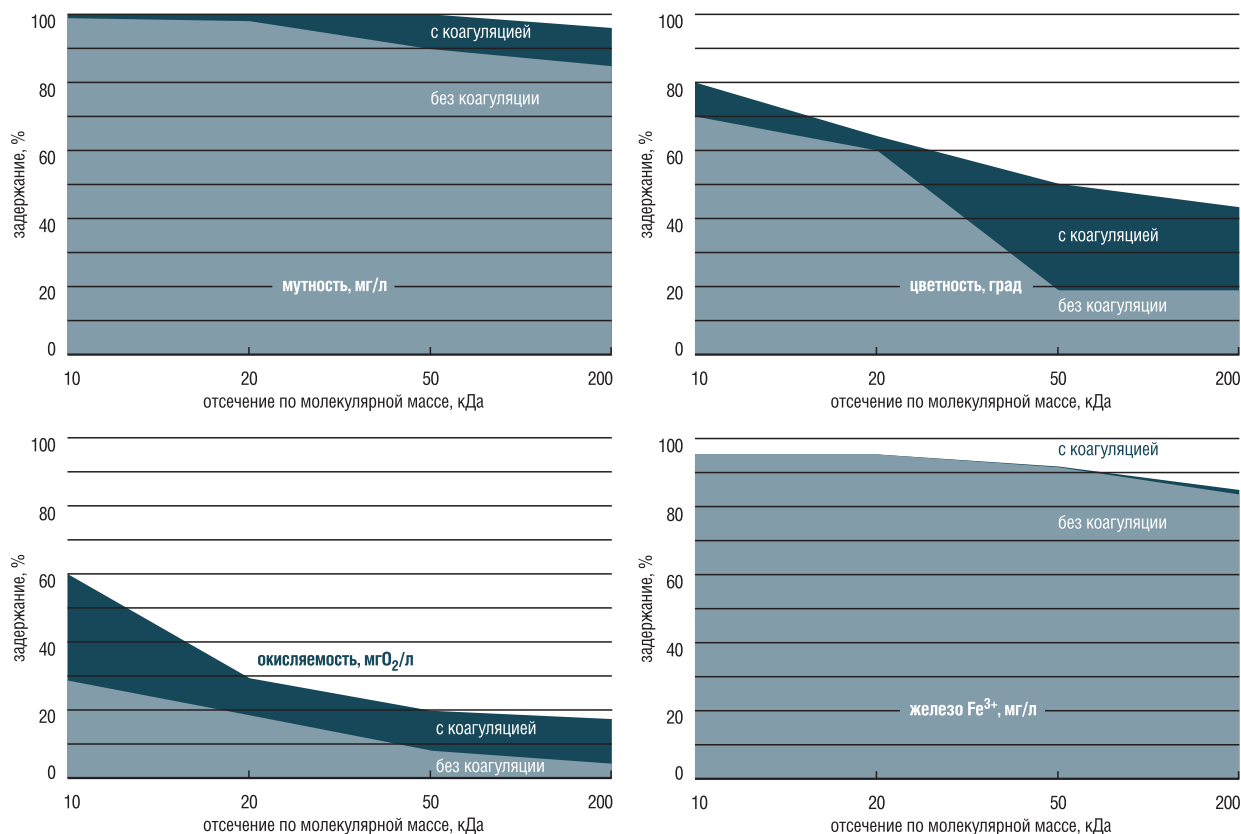 100
80
60
40
20
0
задержание, %
с коагуляцией
без коагуляции
мутность, мг/л
10 20 50 200
отсечение по молекулярной массе, кДа
100
80
60
40
20
0
задержание, %
с коагуляцией
цветность, град
без коагуляции
10 20 50 200
отсечение по молекулярной массе, кДа
100
80
60
40
20
0
задержание, %
окисляемость, мгО₂/л
с коагуляцией
без коагуляции
10 20 50 200
отсечение по молекулярной массе, кДа
100
80
60
40
20
0
задержание, %
с коагуляцией
без коагуляции
железо Fe³⁺, мг/л
10 20 50 200
отсечение по молекулярной массе, кДа